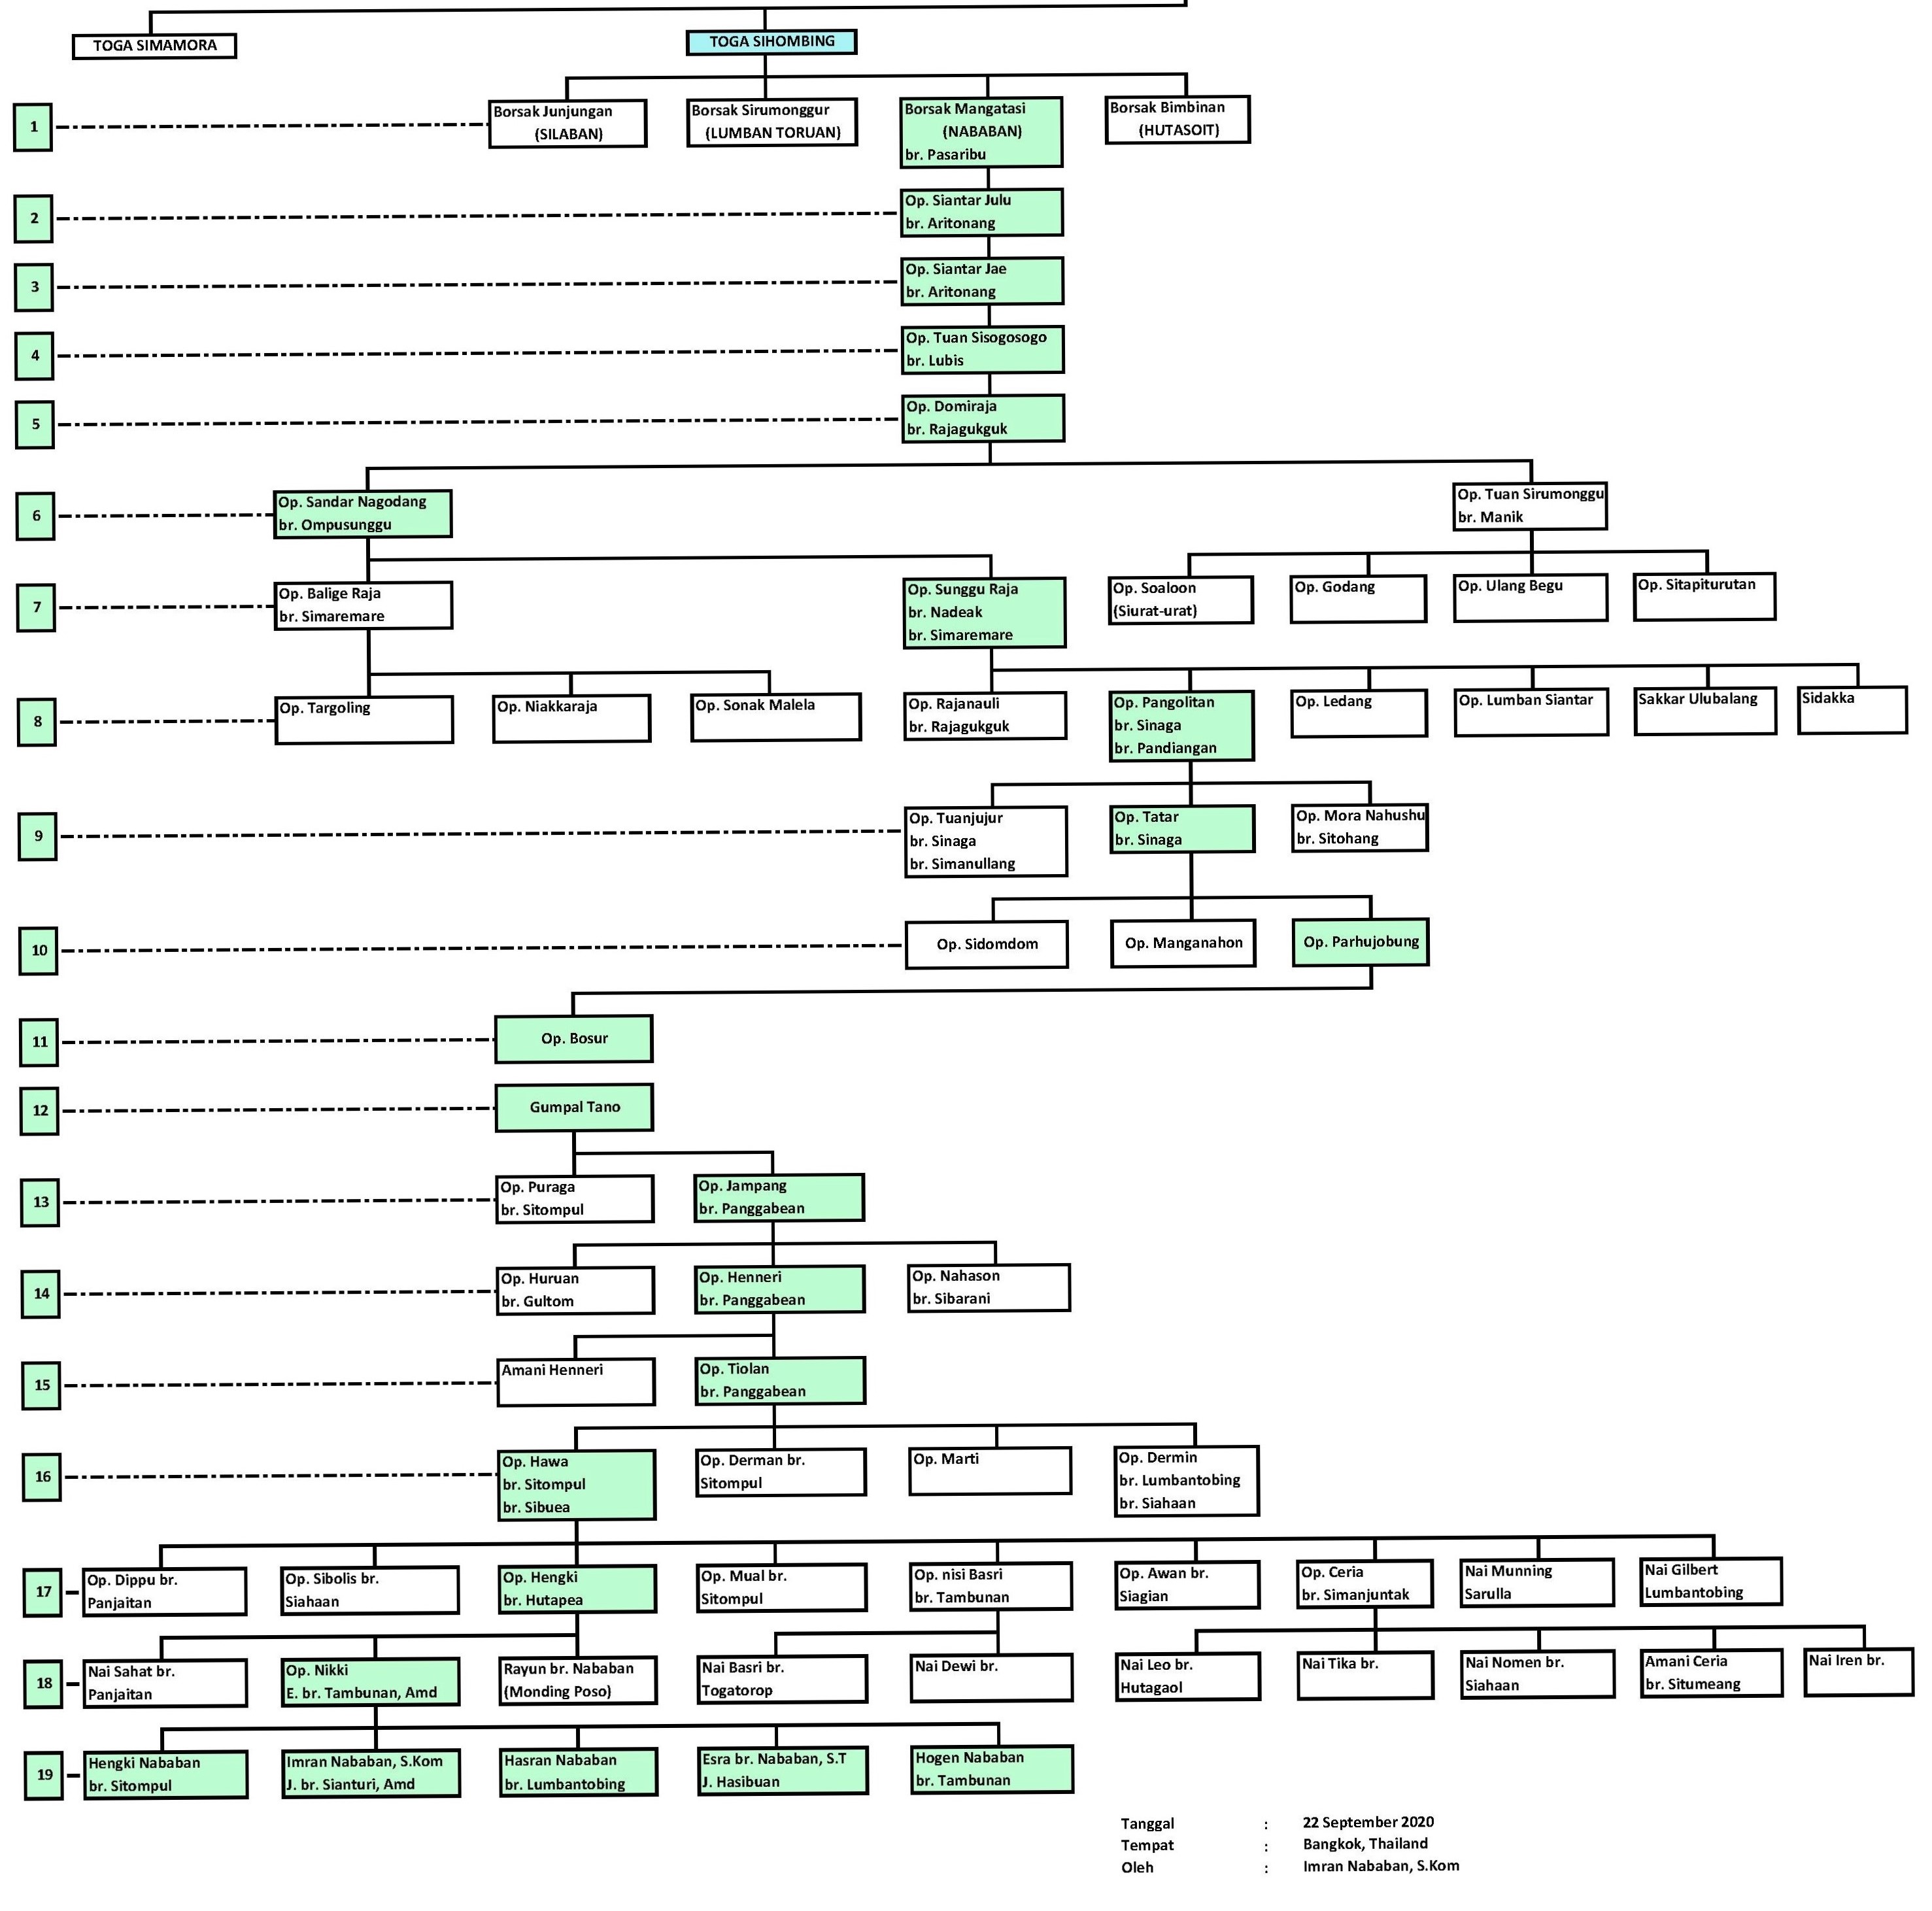 TOGA SIMAMORA
TOGA SIHOMBING
1
Borsak Junjungan
(SILABAN)
Borsak Sirumonggur
(LUMBAN TORUAN)
Borsak Mangatasi
(NABABAN)
br. Pasaribu
Borsak Bimbinan
(HUTASOIT)
2
Op. Siantar Julu
br. Aritonang
3
Op. Siantar Jae
br. Aritonang
4
Op. Tuan Sisogosogo
br. Lubis
5
Op. Domiraja
br. Rajagukguk
6
Op. Sandar Nagodang
br. Ompusunggu
Op. Tuan Sirumonggu
br. Manik
7
Op. Balige Raja
br. Simaremare
Op. Sunggu Raja
br. Nadeak
br. Simaremare
Op. Soaloon
(Siurat-urat)
Op. Godang
Op. Ulang Begu
Op. Sitapiturutan
8
Op. Targoling
Op. Niakkaraja
Op. Sonak Malela
Op. Rajanauli
br. Rajagukguk
Op. Pangolitan
br. Sinaga
br. Pandiangan
Op. Ledang
Op. Lumban Siantar
Sakkar Ulubalang
Sidakka
9
Op. Tuanjujur
br. Sinaga
br. Simanullang
Op. Tatar
br. Sinaga
Op. Mora Nahushu
br. Sitohang
10
Op. Sidomdom
Op. Manganahon
Op. Parhujobung
11
Op. Bosur
12
Gumpal Tano
13
Op. Puraga
br. Sitompul
Op. Jampang
br. Panggabean
14
Op. Huruan
br. Gultom
Op. Henneri
br. Panggabean
Op. Nahason
br. Sibarani
15
Amani Henneri
Op. Tiolan
br. Panggabean
16
Op. Hawa
br. Sitompul
br. Sibuea
Op. Derman br.
Sitompul
Op. Marti
Op. Dermin
br. Lumbantobing
br. Siahaan
17
Op. Dippu br.
Panjaitan
Op. Sibolis br.
Siahaan
Op. Hengki
br. Hutapea
Op. Mual br.
Sitompul
Op. nisi Basri
br. Tambunan
Op. Awan br.
Siagian
Op. Ceria
br. Simanjuntak
Nai Munning
Sarulla
Nai Gilbert
Lumbantobing
18
Nai Sahat br.
Panjaitan
Op. Nikki
E. br. Tambunan, Amd
Rayun br. Nababan
(Monding Poso)
Nai Basri br.
Togatorop
Nai Dewi br.
Nai Leo br.
Hutagaol
Nai Tika br.
Nai Nomen br.
Siahaan
Amani Ceria
br. Situmeang
Nai Iren br.
19
Hengki Nababan
br. Sitompul
Imran Nababan, S.Kom
J. br. Sianturi, Amd
Hasran Nababan
br. Lumbantobing
Esra br. Nababan, S.T
J. Hasibuan
Hogen Nababan
br. Tambunan
Tanggal : 22 September 2020
Tempat : Bangkok, Thailand
Oleh : Imran Nababan, S.Kom